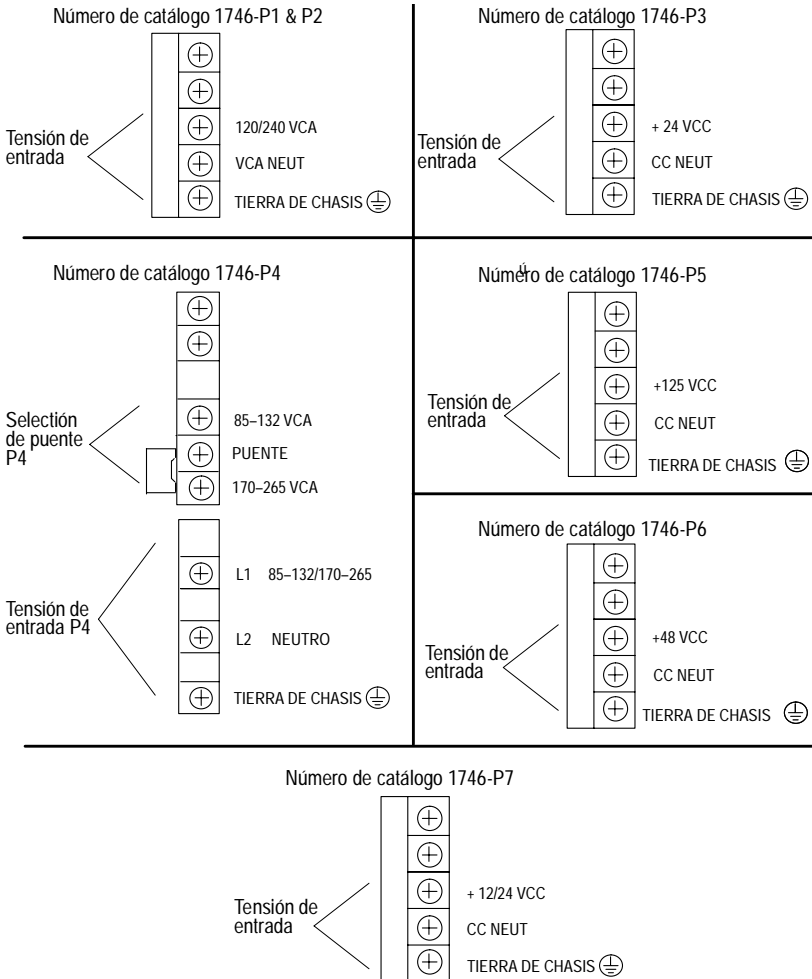 Número de catálogo 1746-P1 & P2
Tensión de
entrada
120/240 VCA
VCA NEUT
TIERRA DE CHASIS
Número de catálogo 1746-P3
Tensión de
entrada
+ 24 VCC
CC NEUT
TIERRA DE CHASIS
Número de catálogo 1746-P4
Selectión
de puente
P4
85–132 VCA
PUENTE
170–265 VCA
Tensión de
entrada P4
L1 85–132/170–265
L2 NEUTRO
TIERRA DE CHASIS
Número de catálogo 1746-P5
Tensión de
entrada
+125 VCC
CC NEUT
TIERRA DE CHASIS
Número de catálogo 1746-P6
Tensión de
entrada
+48 VCC
CC NEUT
TIERRA DE CHASIS
Número de catálogo 1746-P7
Tensión de
entrada
+ 12/24 VCC
CC NEUT
TIERRA DE CHASIS